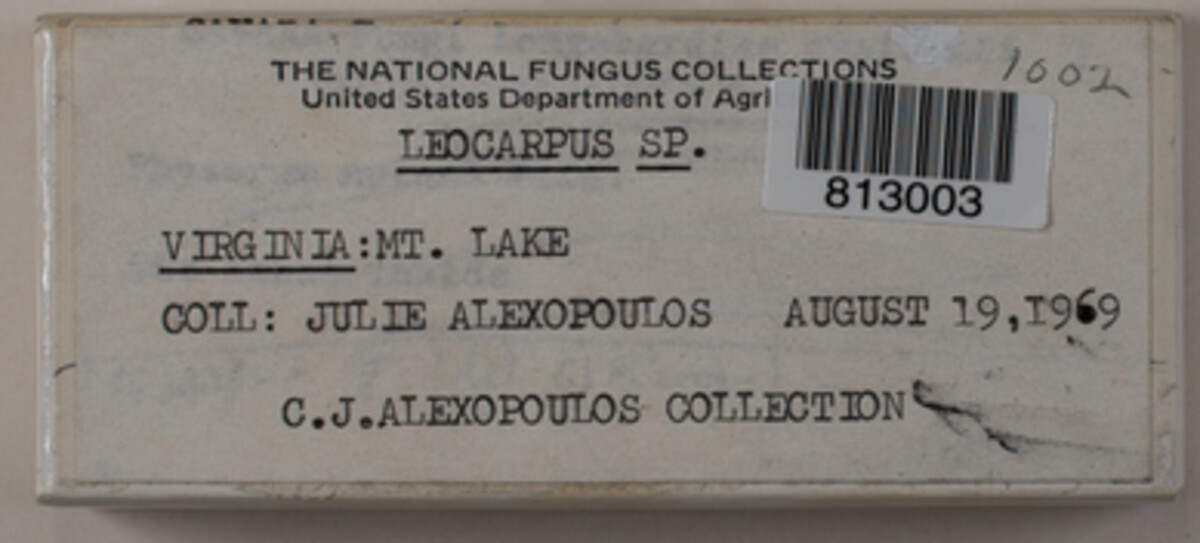 THE NATIONAL FUNGUS COLLECTIONS
1002
United States Department of Agri
LEOCARPUS SP.
813003
VIRGINIA:MT. LAKE
COLL: JULIE ALEXOPOULOS AUGUST 19,1969
C.J.ALEXOPOULOS COLLECTION